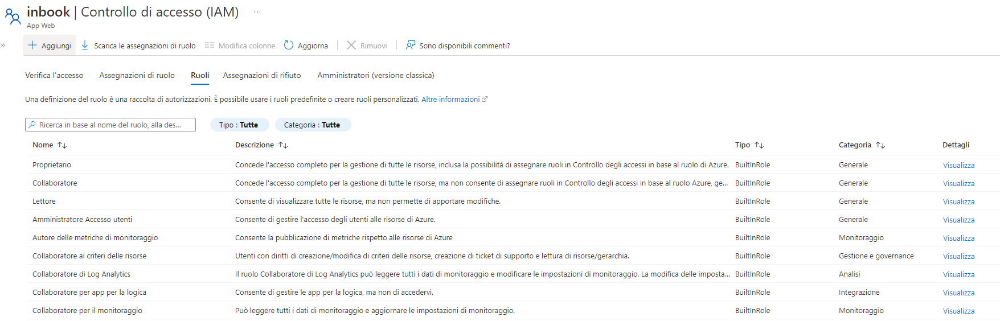 inbook | Controllo di accesso (IAM) ...
App Web
» Aggiungi Scarica le assegnazioni di ruolo Modifica colonne Aggiorna Rimuovi Sono disponibili commenti?
Verifica l'accesso Assegnazioni di ruolo Ruoli Assegnazioni di rifiuto Amministratori (versione classica)
Una definizione del ruolo è una raccolta di autorizzazioni. È possibile usare i ruoli predefinite o creare ruoli personalizzati. Altre informazioni
Ricerca in base al nome del ruolo, alla des... Tipo : Tutte Categoria : Tutte
Nome ↑↓ Descrizione ↑↓ Tipo ↑↓ Categoria ↑↓ Dettagli
Proprietario Concede l'accesso completo per la gestione di tutte le risorse, inclusa la possibilità di assegnare ruoli in Controllo degli accessi in base al ruolo di Azure. BuiltInRole Generale Visualizza
Collaboratore Concede l'accesso completo per la gestione di tutte le risorse, ma non consente di assegnare ruoli in Controllo degli accessi in base al ruolo Azure, ge... BuiltInRole Generale Visualizza
Lettore Consente di visualizzare tutte le risorse, ma non permette di apportare modifiche. BuiltInRole Generale Visualizza
Amministratore Accesso utenti Consente di gestire l'accesso degli utenti alle risorse di Azure. BuiltInRole Generale Visualizza
Autore delle metriche di monitoraggio Consente la pubblicazione di metriche rispetto alle risorse di Azure BuiltInRole Monitoraggio Visualizza
Collaboratore ai criteri delle risorse Utenti con diritti di creazione/modifica di criteri delle risorse, creazione di ticket di supporto e lettura di risorse/gerarchia. BuiltInRole Gestione e governance Visualizza
Collaboratore di Log Analytics Il ruolo Collaboratore di Log Analytics può leggere tutti i dati di monitoraggio e modificare le impostazioni di monitoraggio. La modifica delle imposta... BuiltInRole Analisi Visualizza
Collaboratore per app per la logica Consente di gestire le app per la logica, ma non di accedervi. BuiltInRole Integrazione Visualizza
Collaboratore per il monitoraggio Può leggere tutti i dati di monitoraggio e aggiornare le impostazioni di monitoraggio. BuiltInRole Monitoraggio Visualizza